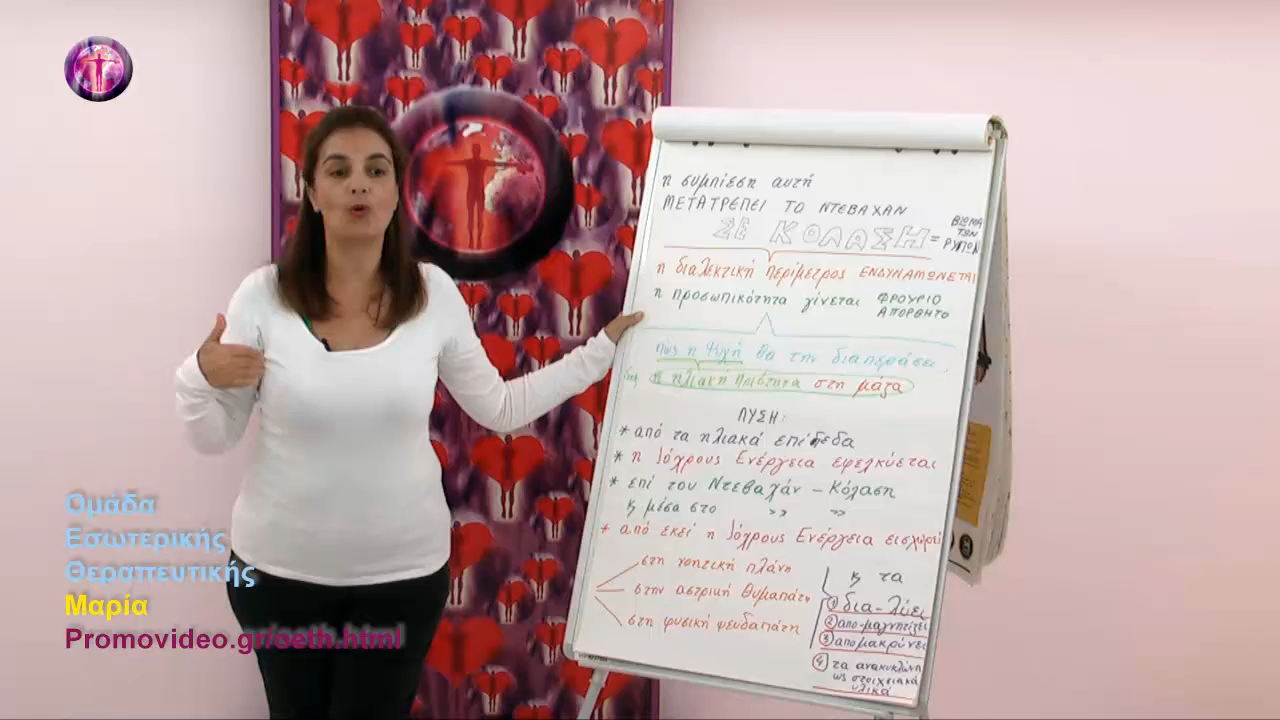 η συμπίεση αυτή
ΜΕΤΑΤΡΕΠΕΙ ΤΟ ΝΤΕΒΑΧΑΝ
ΣΕ ΚΟΛΑΣΗ = ΒΙΩΜΑ ΤΩΝ ΡΥΠΩΝ
η διαλεκτική περίμετρος ΕΝΔΥΝΑΜΩΝΕΤΑΙ
η προσωπικότητα γίνεται ΦΡΟΥΡΙΟ ΑΠΟΡΘΗΤΟ
πώς η Ψυχή θα την διαπεράσει
η ηλιακή ποιότητα στη μάζα
ΛΥΣΗ:
* από τα ηλιακά επίπεδα
* η Ιόχρους Ενέργεια εφελκύεται
* επί του Ντεβαχάν – Κόλαση
κ μέσα στο " "
* από εκεί η Ιόχρους Ενέργεια εισχωρεί
στη νοητική πλάνη
στην αστρική θυμαπάτη
στη φυσική ψευδαπάτη
κ τα
1 δια-λύει
2 απο-μαγνητίζει
3 απομακρύνει
4 τα ανακυκλώνει
ως στοιχειακά
υλικά
Ομάδα
Εσωτερικής
Θεραπευτικής
Μαρία
Promovideo.gr/oeth.html